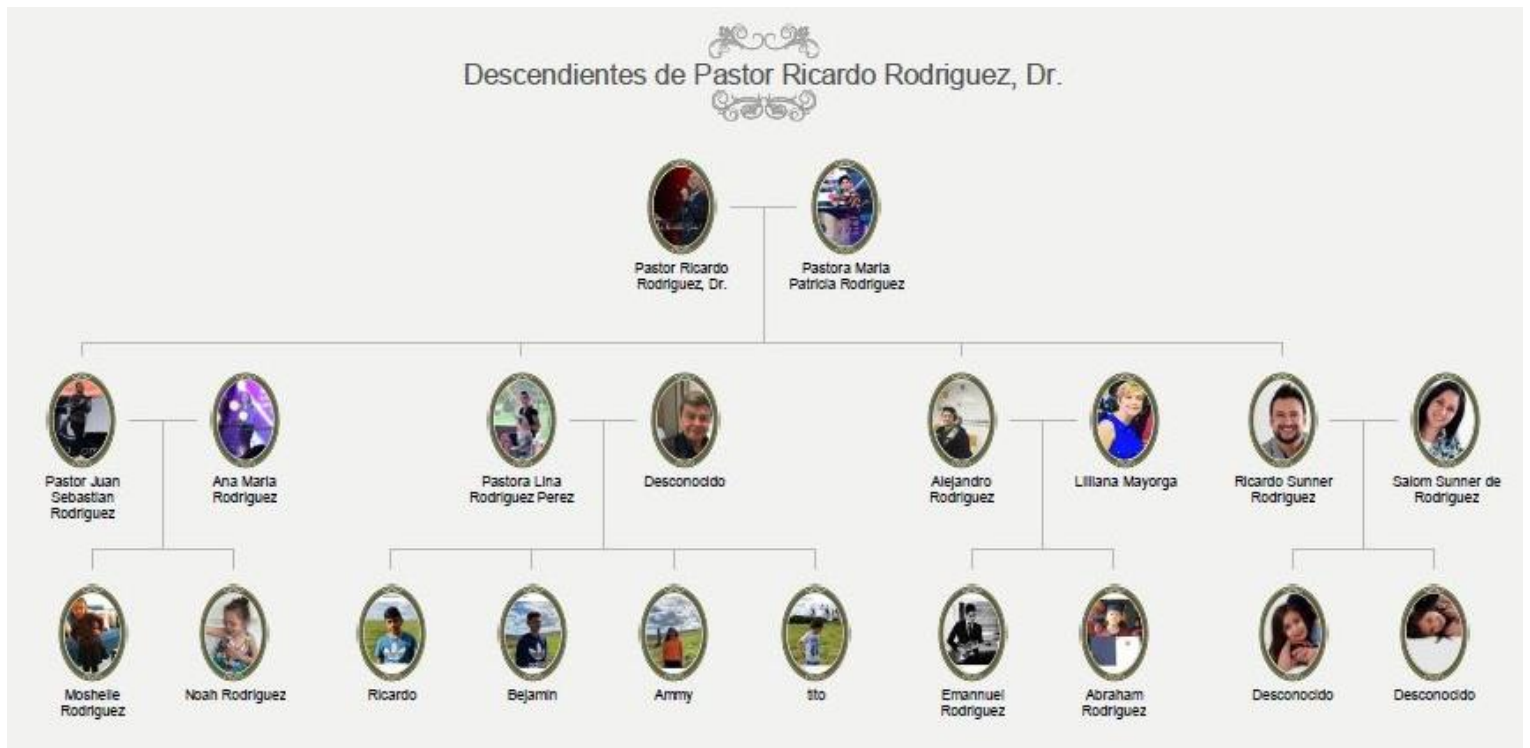 Descendientes de Pastor Ricardo Rodriguez, Dr.
Pastor Ricardo
Rodriguez, Dr.
Pastora Maria
Patricia Rodriguez
Pastor Juan
Sebastian
Rodriguez
Ana Maria
Rodriguez
Pastora Lina
Rodriguez Perez
Desconocido
Alejandro
Rodriguez
Liliana Mayorga
Ricardo Sunner
Rodriguez
Salom Sunner de
Rodriguez
Moshelle
Rodriguez
Noah Rodriguez
Ricardo
Bejamin
Ammy
tito
Emannuel
Rodriguez
Abraham
Rodriguez
Desconocido
Desconocido